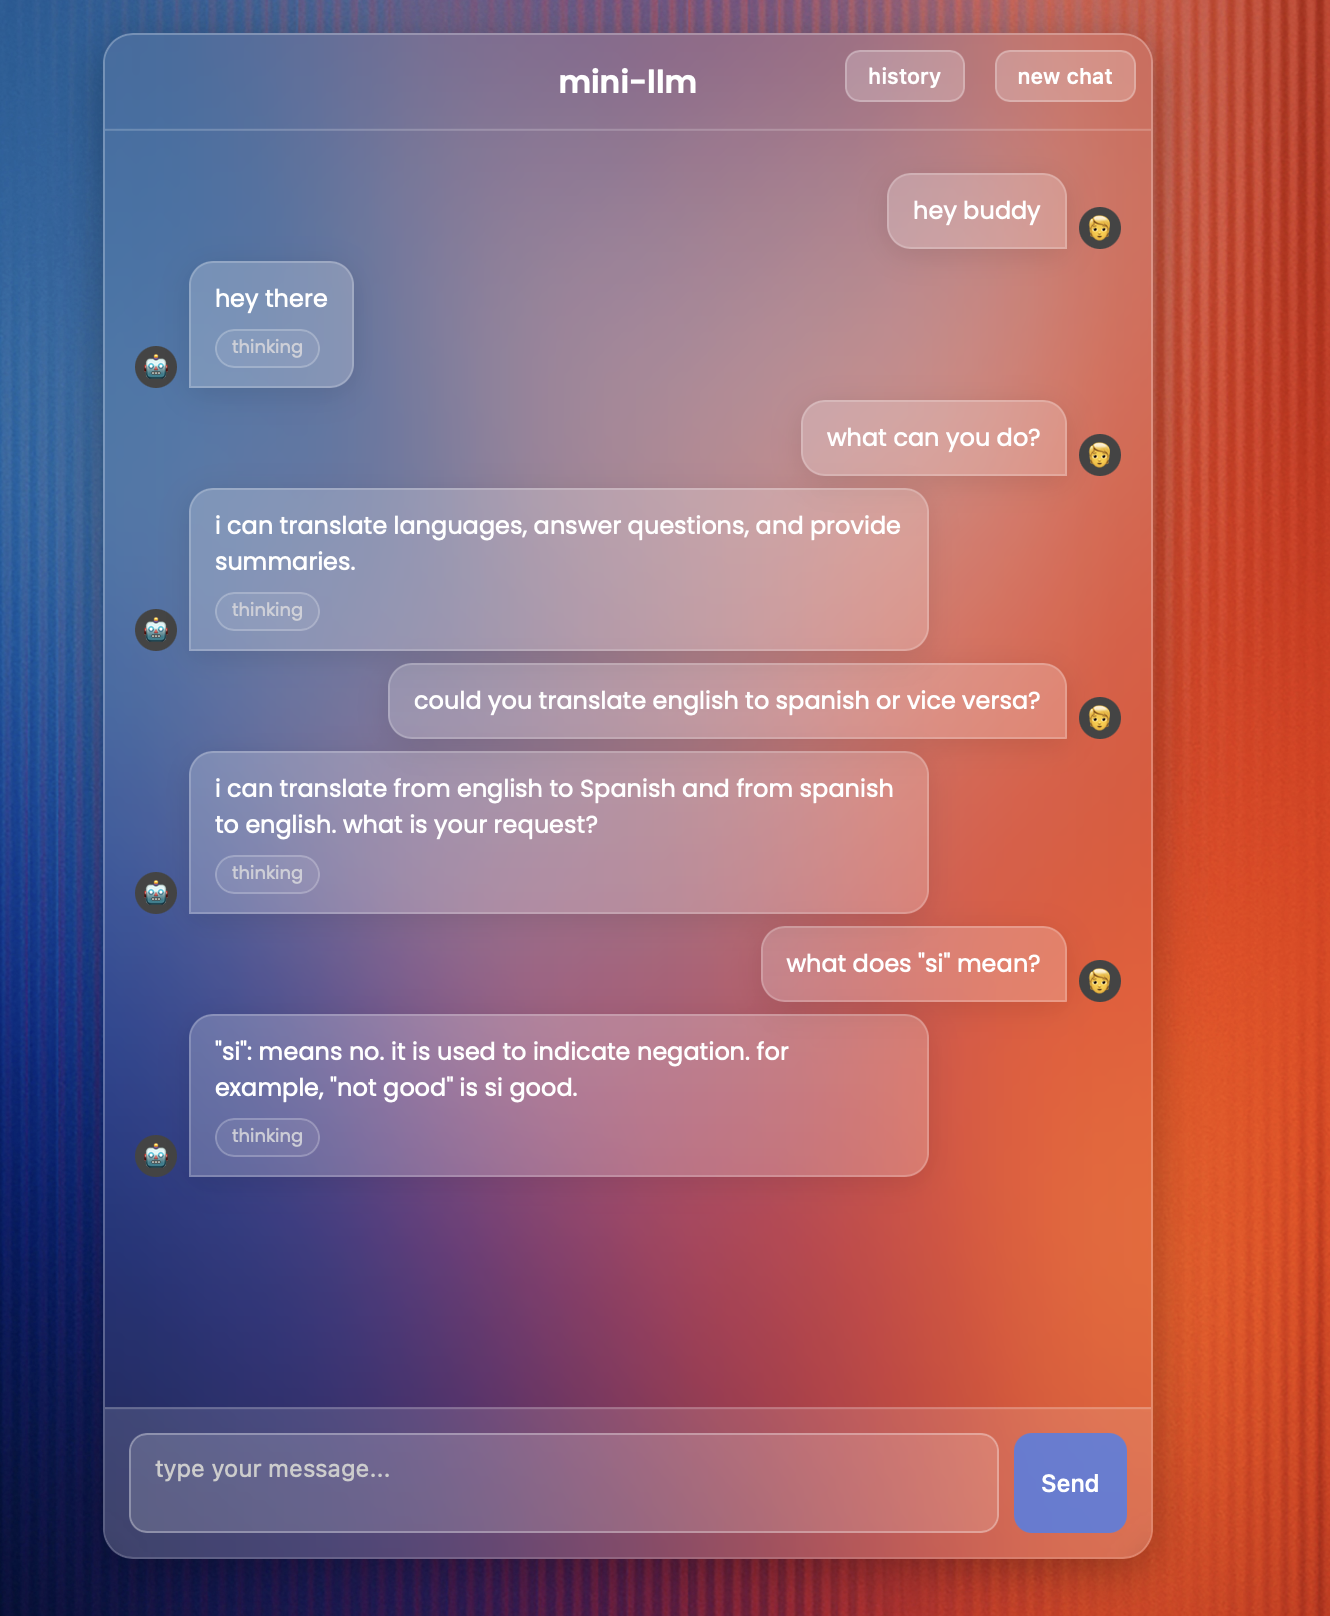 mini-llm
history
new chat
hey buddy
hey there
thinking
what can you do?
i can translate languages, answer questions, and provide
summaries.
thinking
could you translate english to spanish or vice versa?
i can translate from english to Spanish and from spanish
to english. what is your request?
thinking
what does "si" mean?
"si": means no. it is used to indicate negation. for
example, "not good" is si good.
thinking
type your message...
Send